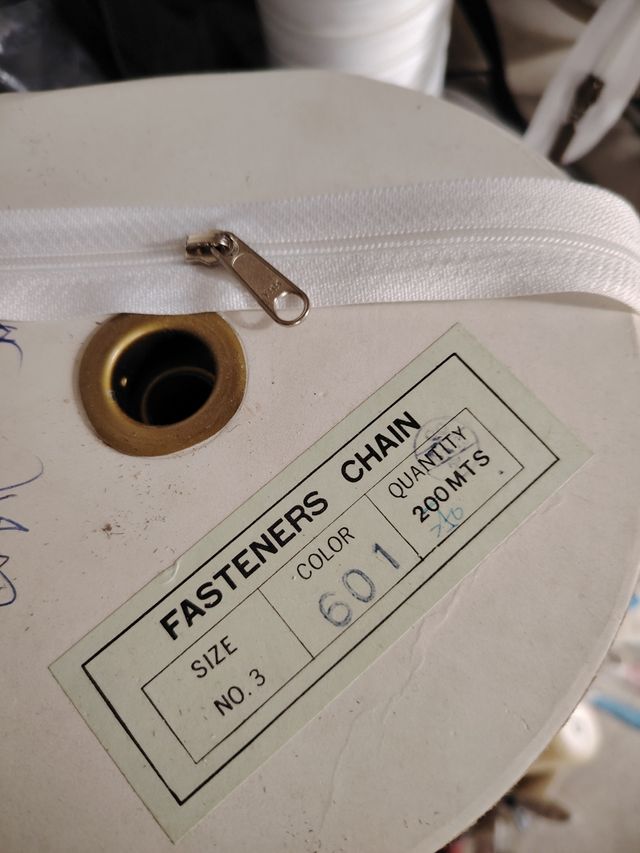 FASTENERS CHAIN
SIZE
NO. 3
COLOR
601
QUANTITY
200 MTS